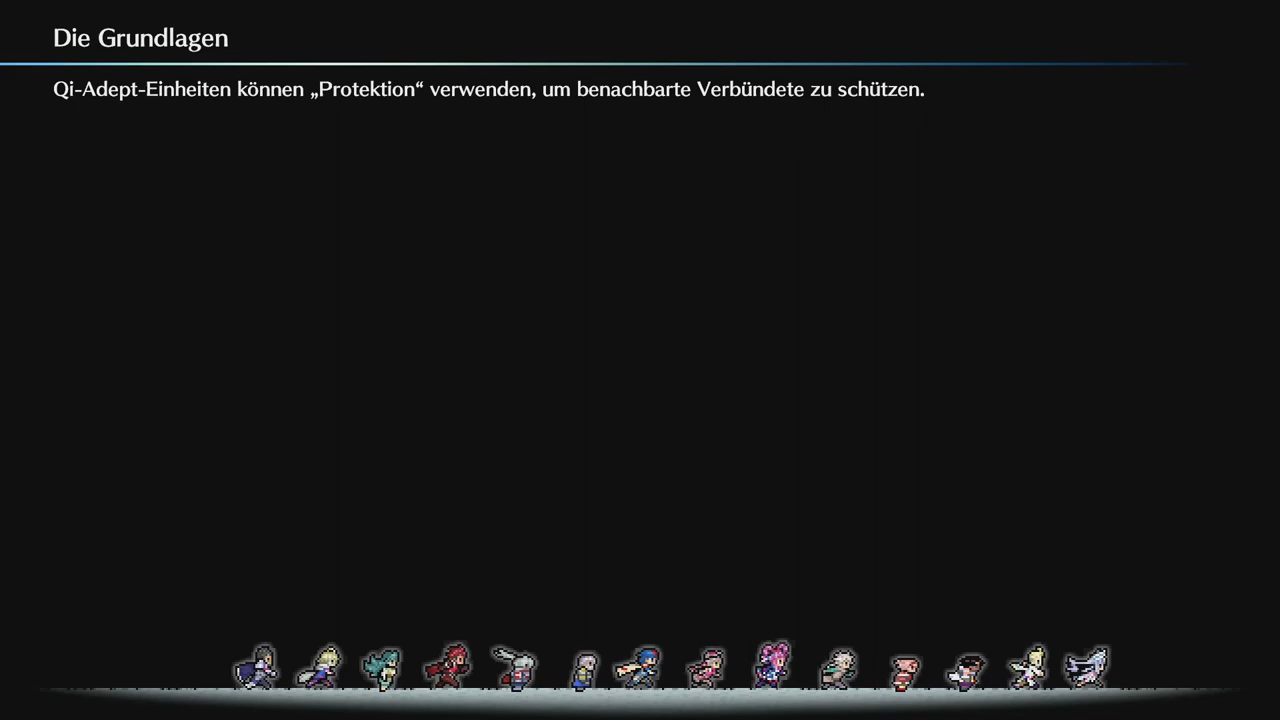 Die Grundlagen
Qi-Adept-Einheiten können „Protektion“ verwenden, um benachbarte Verbündete zu schützen.